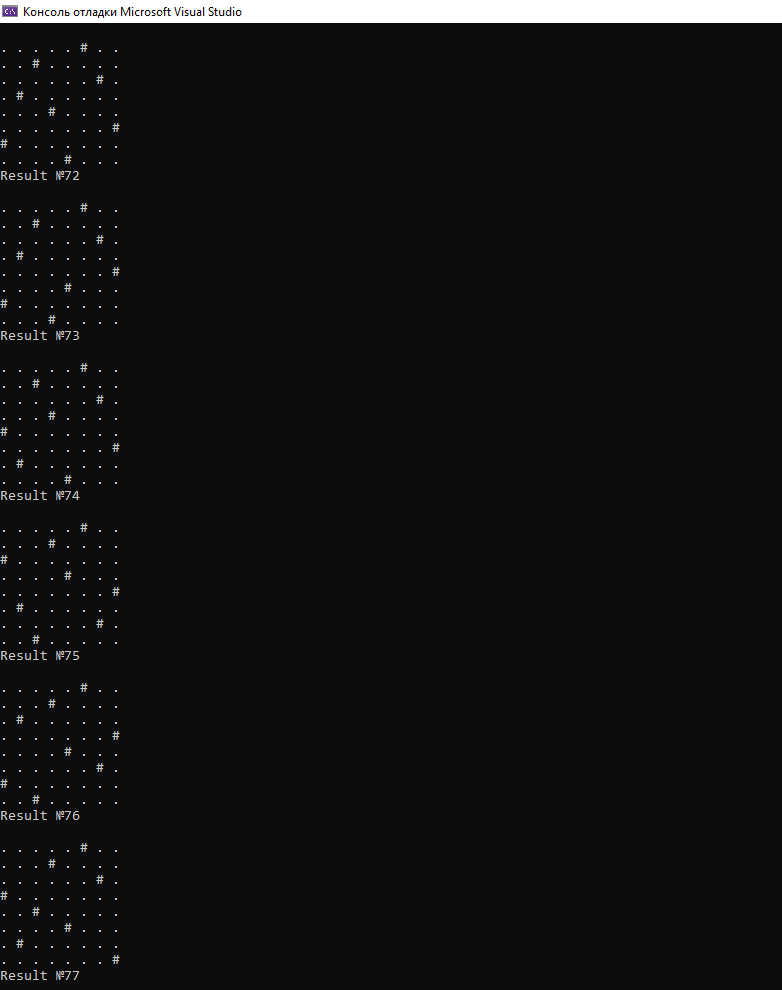 Консоль отладки Microsoft Visual Studio
. . . . . # . .
. . # . . . . .
. . . . . . # .
. # . . . . . .
. . . # . . . .
. . . . . . . #
# . . . . . . .
. . . . # . . .
Result №72
. . . . . # . .
. . # . . . . .
. . . . . . # .
. # . . . . . .
. . . . . . . #
. . . . # . . .
# . . . . . . .
. . . # . . . .
Result №73
. . . . . # . .
. . # . . . . .
. . . . . . # .
. . . # . . . .
# . . . . . . .
. . . . . . . #
. # . . . . . .
. . . . # . . .
Result №74
. . . . . # . .
. . . # . . . .
# . . . . . . .
. . . . # . . .
. . . . . . . #
. # . . . . . .
. . . . . . # .
. . # . . . . .
Result №75
. . . . . # . .
. . . # . . . .
. # . . . . . .
. . . . . . . #
. . . . # . . .
. . . . . . # .
# . . . . . . .
. . # . . . . .
Result №76
. . . . . # . .
. . . # . . . .
. . . . . . # .
# . . . . . . .
. . # . . . . .
. . . . # . . .
. # . . . . . .
. . . . . . . #
Result №77